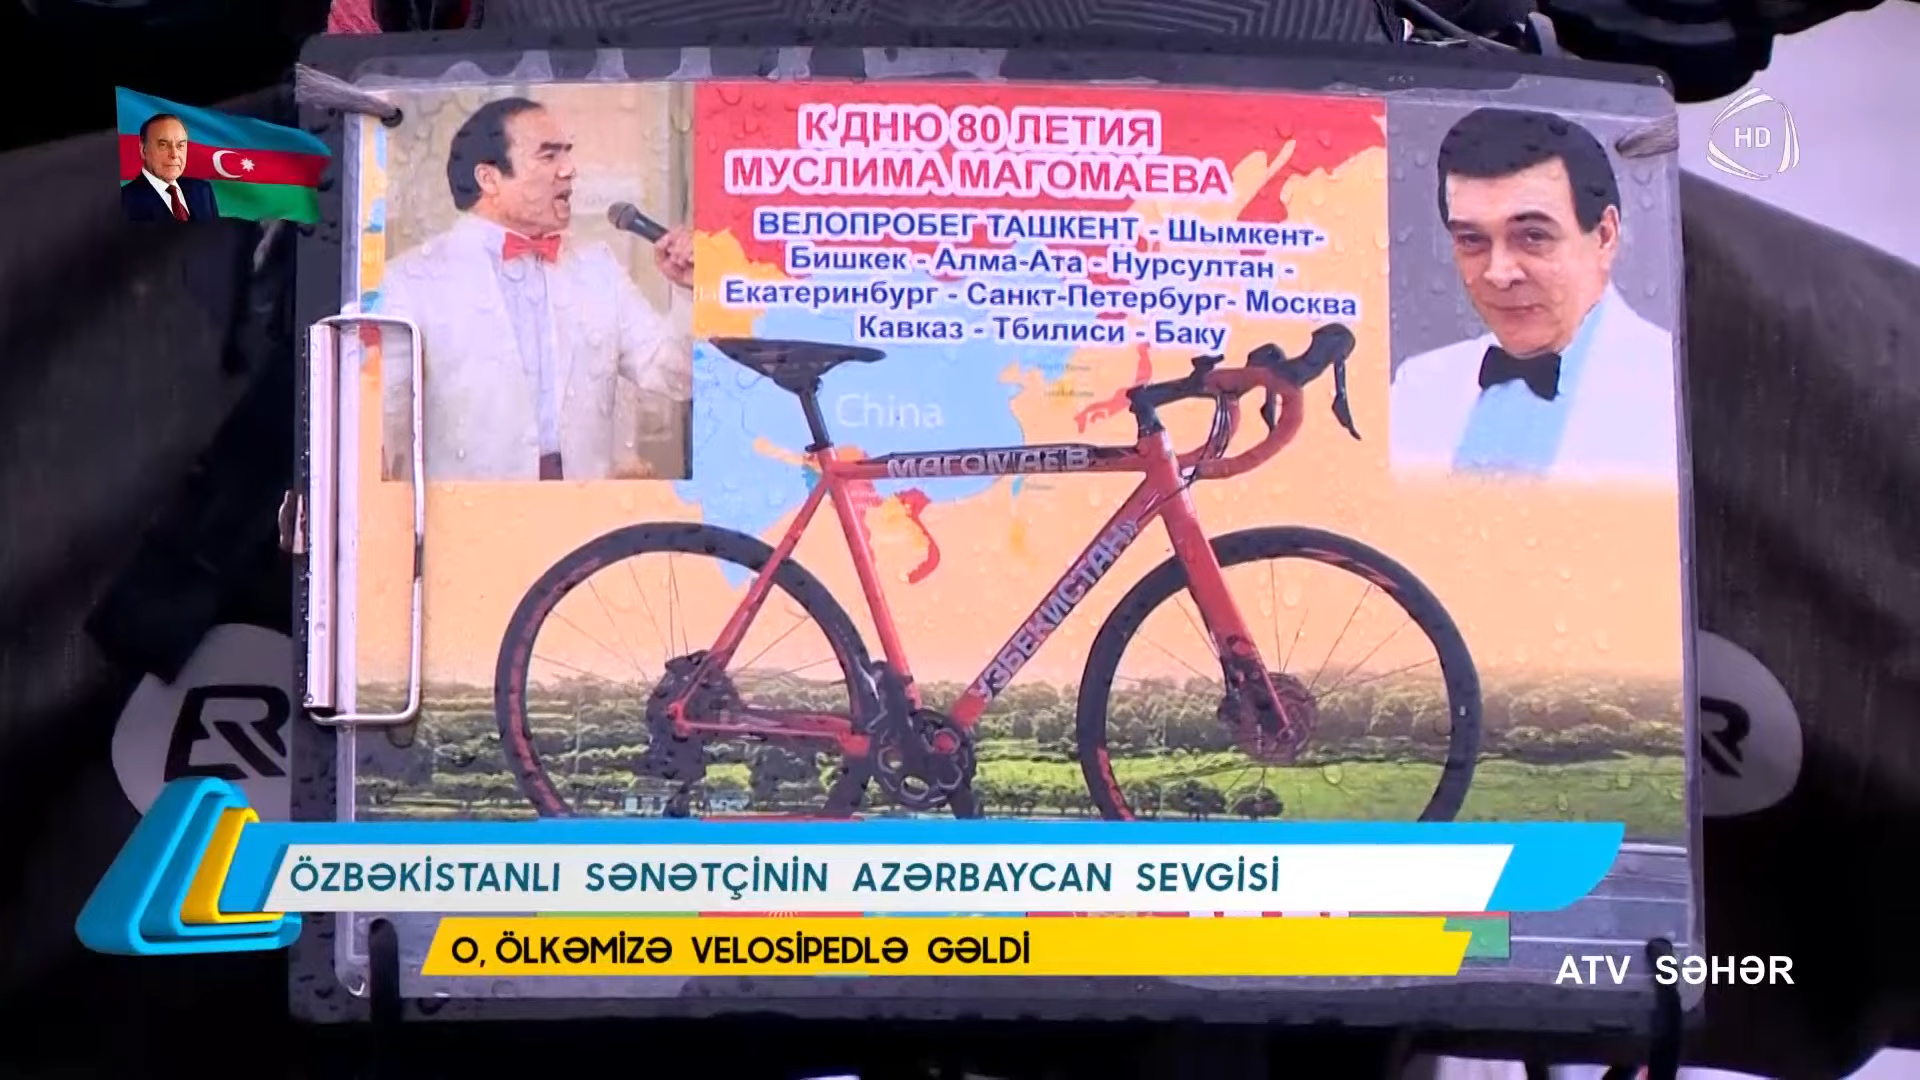 К ДНЮ 80 ЛЕТИЯ
МУСЛИМА МАГОМАЕВА
ВЕЛОПРОБЕГ ТАШКЕНТ - Шымкент-
Бишкек - Алма-Ата - Нурсултан -
Екатеринбург - Санкт-Петербург- Москва
Кавказ - Тбилиси - Баку
HD
China
МАГОМАЕВ
УЗБЕКИСТАН
ÖZBƏKİSTANLI SƏNƏTÇİNİN AZƏRBAYCAN SEVGİSİ
O, ÖLKƏMİZƏ VELOSİPEDLƏ GƏLDİ
ATV SƏHƏR